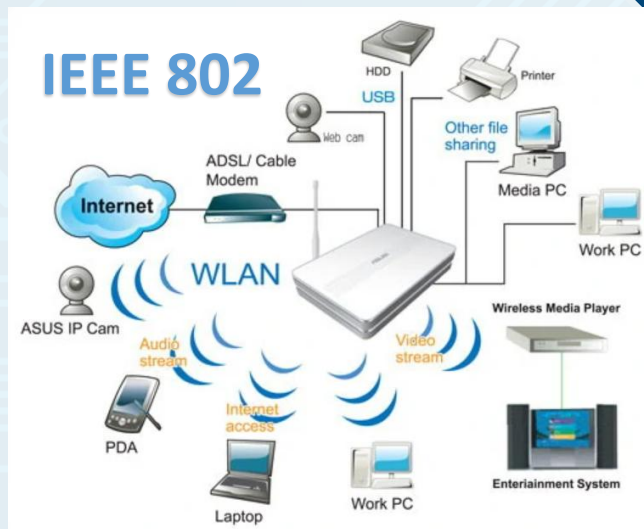 IEEE 802
HDD
Printer
USB
Web cam
Other file
sharing
Media PC
ADSL/ Cable
Modem
Internet
Work PC
WLAN
ASUS
ASUS IP Cam
Wireless Media Player
Audio
stream
Video
stream
PDA
Internet
access
Laptop
Work PC
Enteriainment System